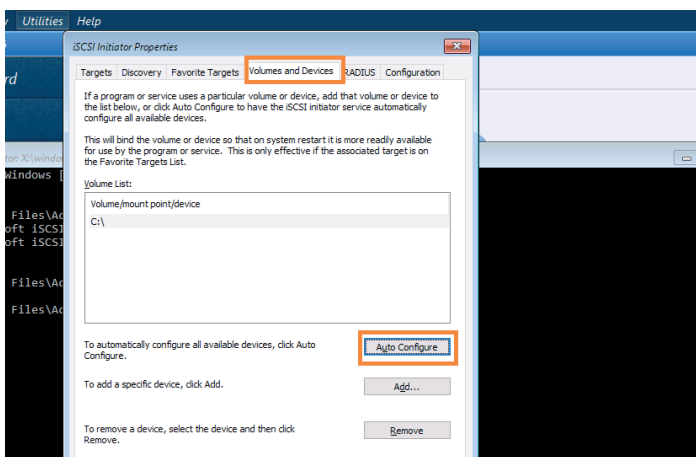 Utilities Help
iSCSI Initiator Properties
rd
Targets Discovery Favorite Targets Volumes and Devices RADIUS Configuration
If a program or service uses a particular volume or device, add that volume or device to
the list below, or click Auto Configure to have the iSCSI initiator service automatically
configure all available devices.
This will bind the volume or device so that on system restart it is more readily available
for use by the program or service. This is only effective if the associated target is on
the Favorite Targets List.
tor: X:\windo
Windows [
Volume List:
Volume/mount point/device
C:\
Files\Ac
oft iSCSI
oft iSCSI
Files\Ac
Files\Ac
To automatically configure all available devices, click Auto
Configure.
Auto Configure
To add a specific device, click Add.
Add...
To remove a device, select the device and then click
Remove.
Remove